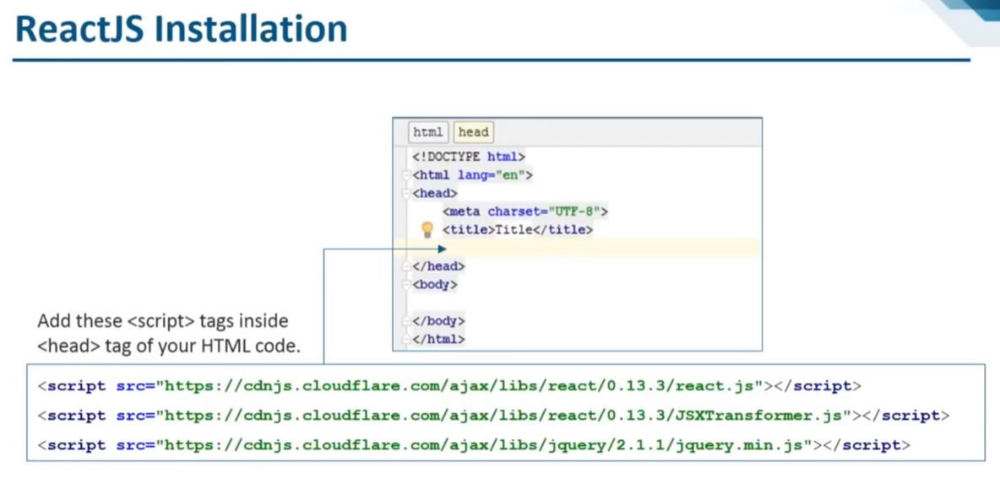 ReactJS Installation
html head
<!DOCTYPE html>
<html lang="en">
<head>
<meta charset="UTF-8">
<title>Title</title>
</head>
<body>
</body>
</html>
Add these <script> tags inside
<head> tag of your HTML code.
<script src="https://cdnjs.cloudflare.com/ajax/libs/react/0.13.3/react.js"></script>
<script src="https://cdnjs.cloudflare.com/ajax/libs/react/0.13.3/JSXTransformer.js"></script>
<script src="https://cdnjs.cloudflare.com/ajax/libs/jquery/2.1.1/jquery.min.js"></script>